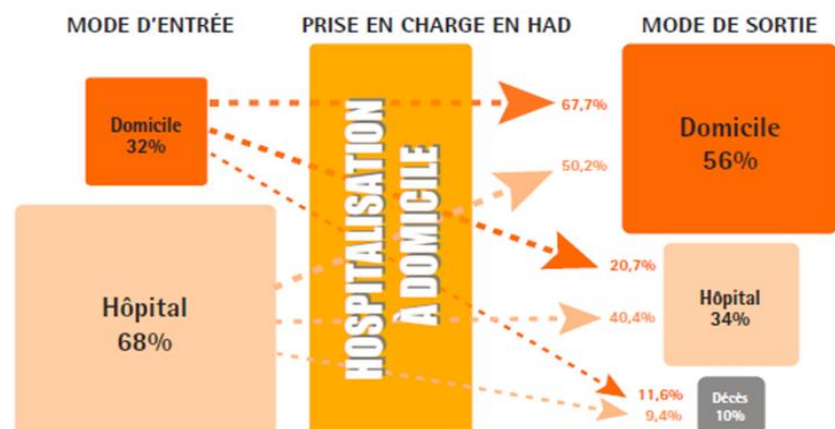 MODE D'ENTRÉE
PRISE EN CHARGE EN HAD
MODE DE SORTIE
Domicile
32%
Hôpital
68%
HOSPITALISATION
À DOMICILE
67,7%
50,2%
20,7%
40,4%
11,6%
9,4%
Domicile
56%
Hôpital
34%
Décès
10%